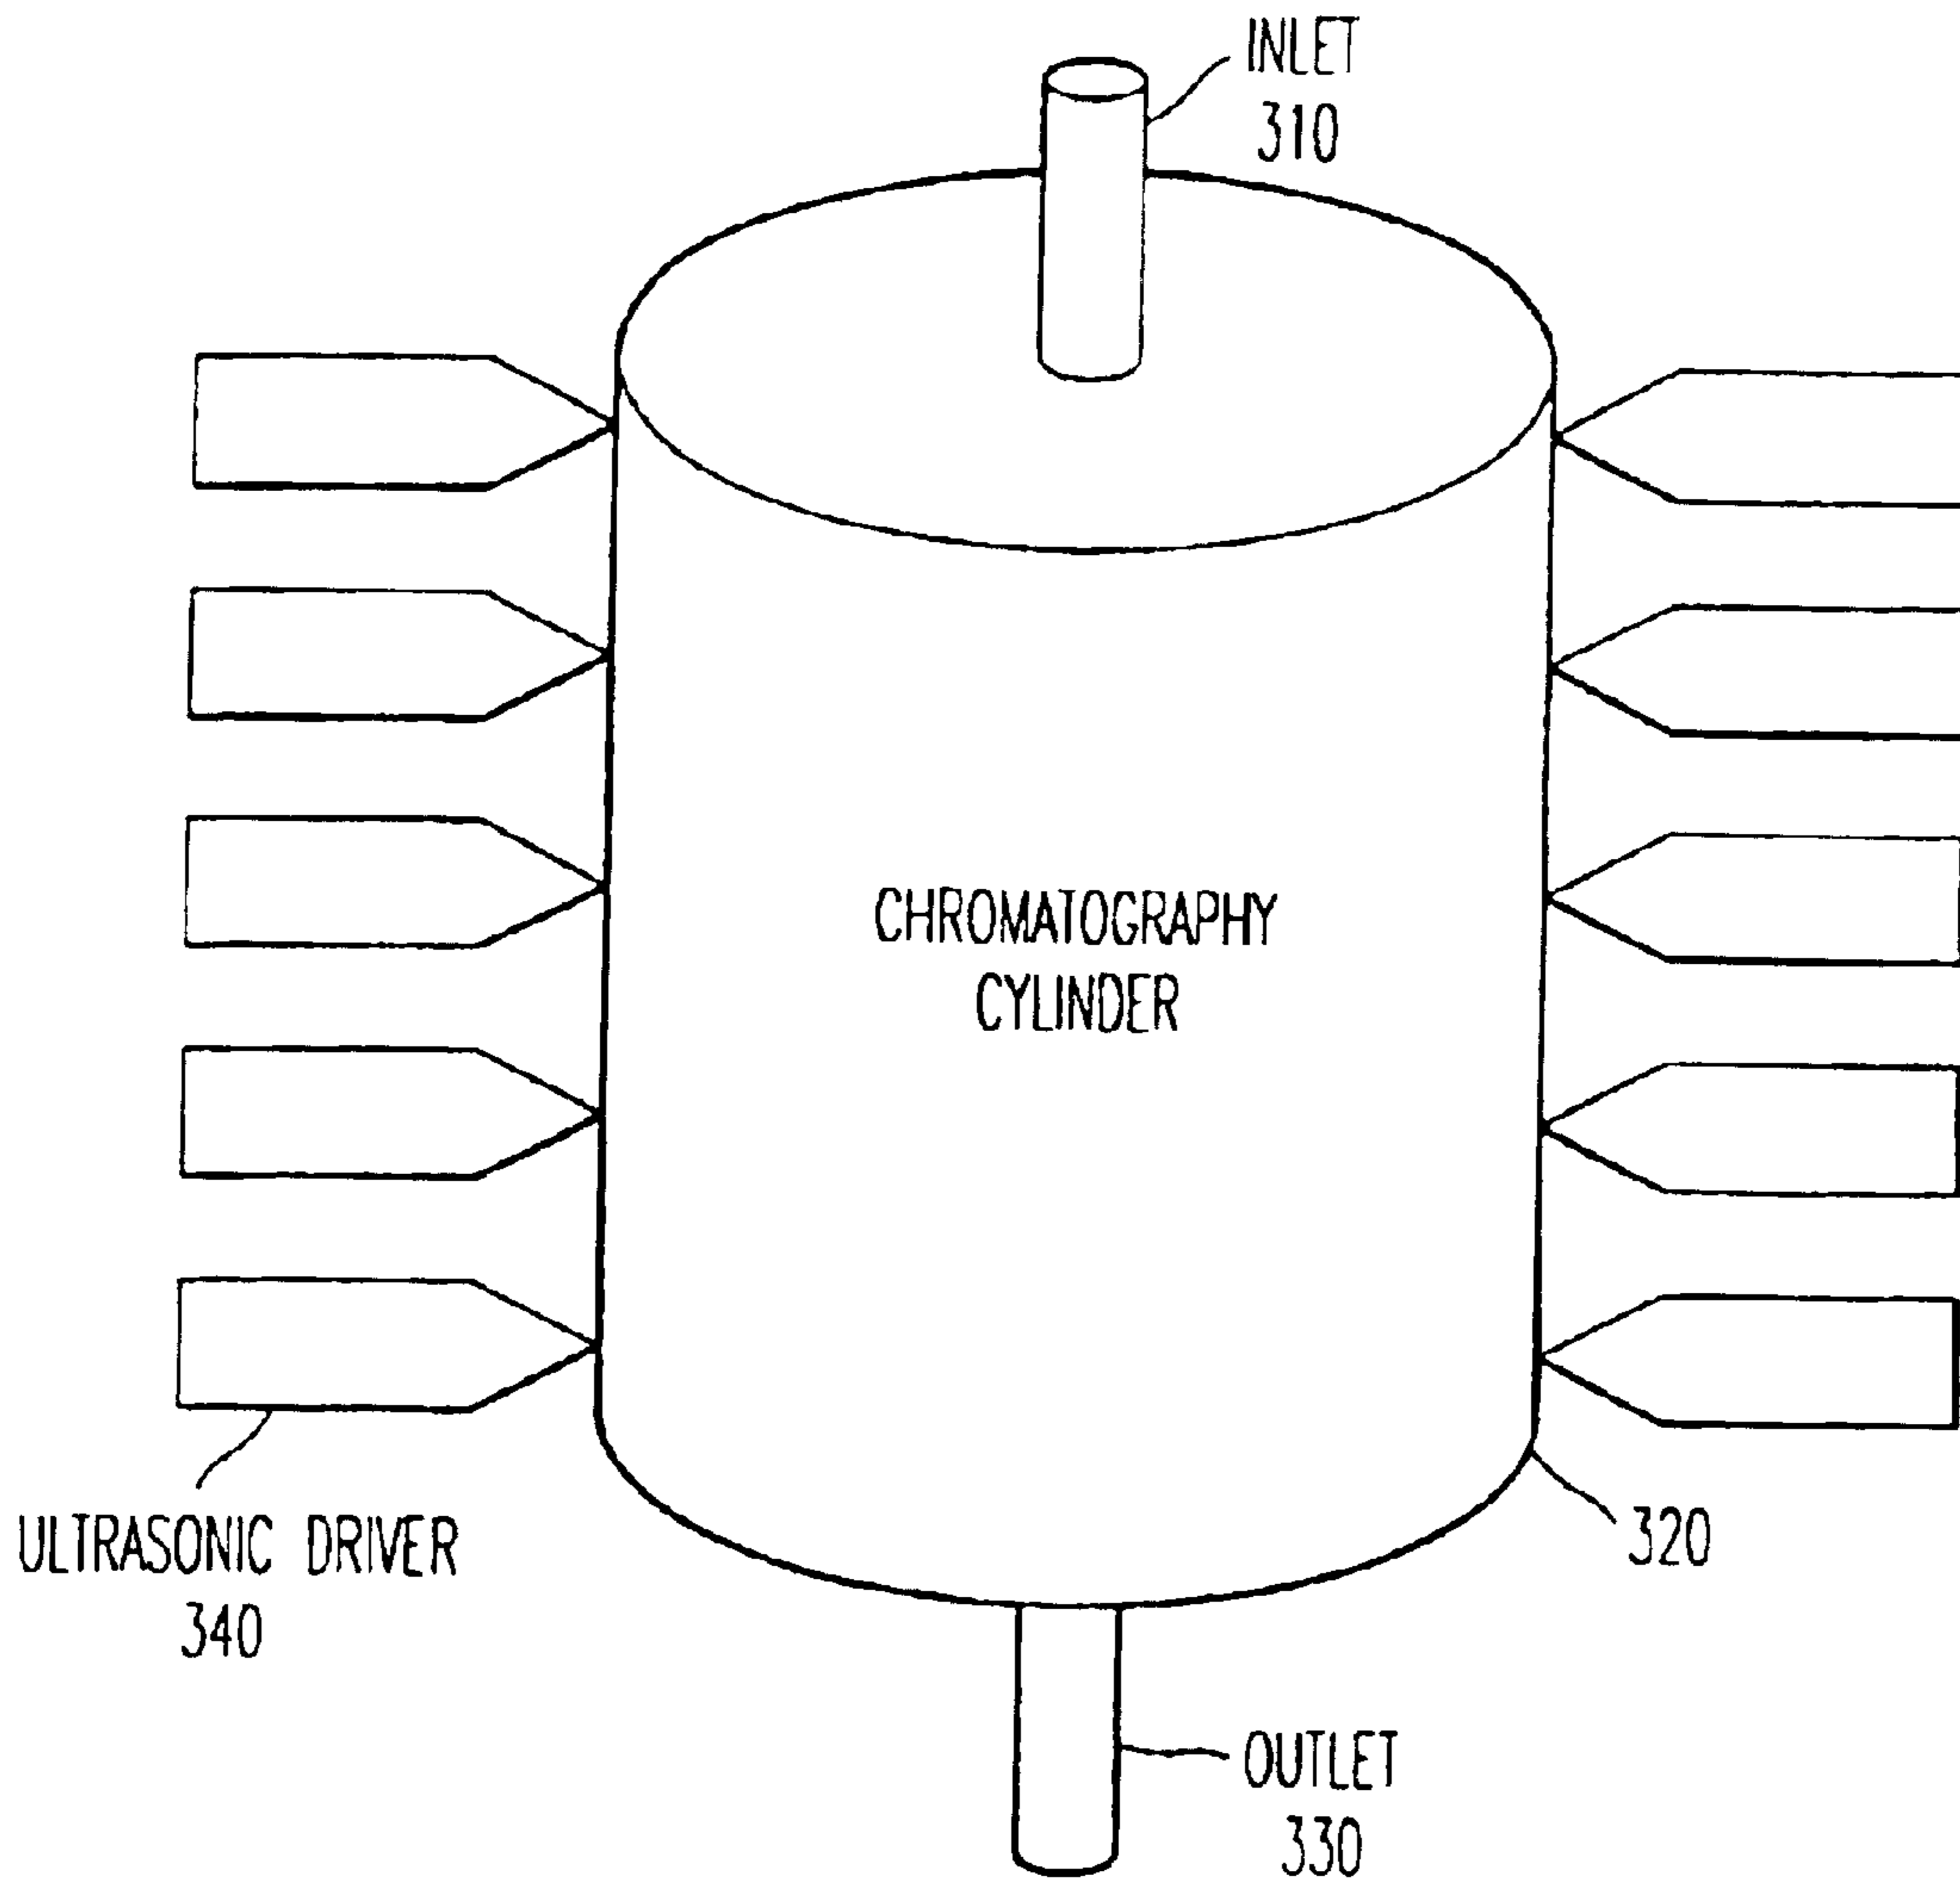 INLET
310
CHROMATOGRAPHY
CYLINDER
320
ULTRASONIC DRIVER
340
OUTLET
330